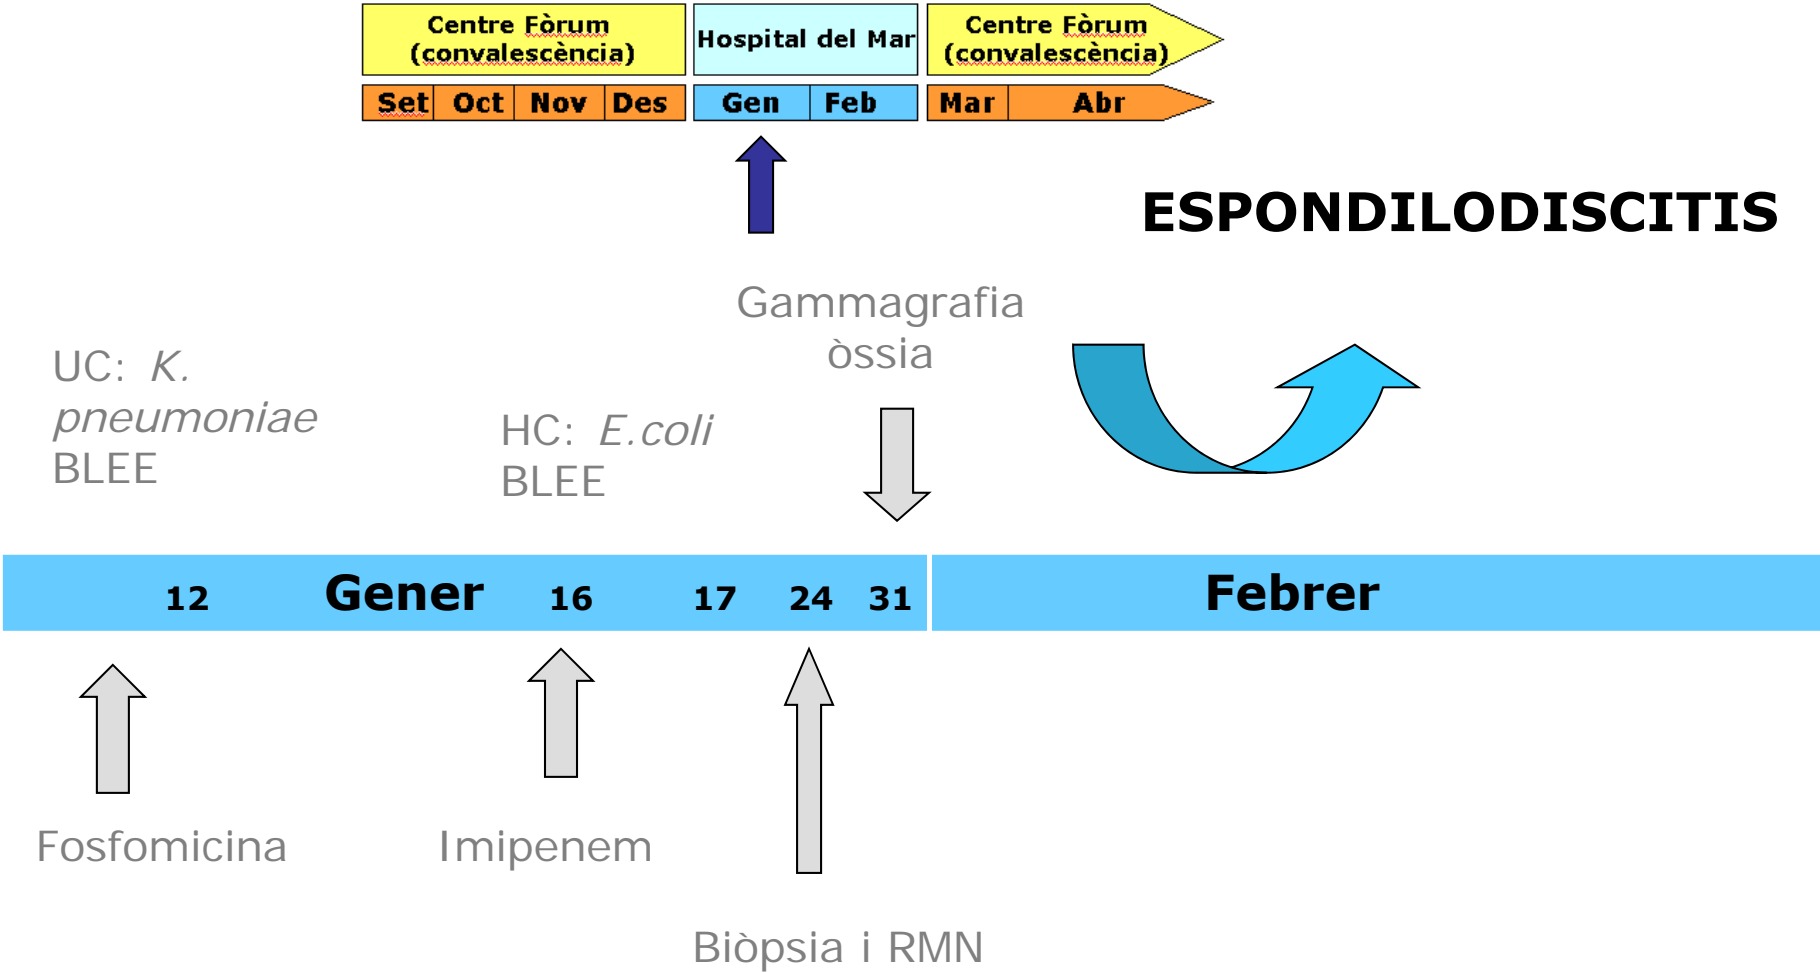 Centre Fòrum
(convalescència)
Hospital del Mar
Centre Fòrum
(convalescència)
Set Oct Nov Des Gen Feb Mar Abr
ESPONDILODISCITIS
Gammagrafia
òssia
UC: K.
pneumoniae
BLEE
HC: E.coli
BLEE
12 Gener 16 17 24 31 Febrer
Fosfomicina
Imipenem
Biòpsia i RMN